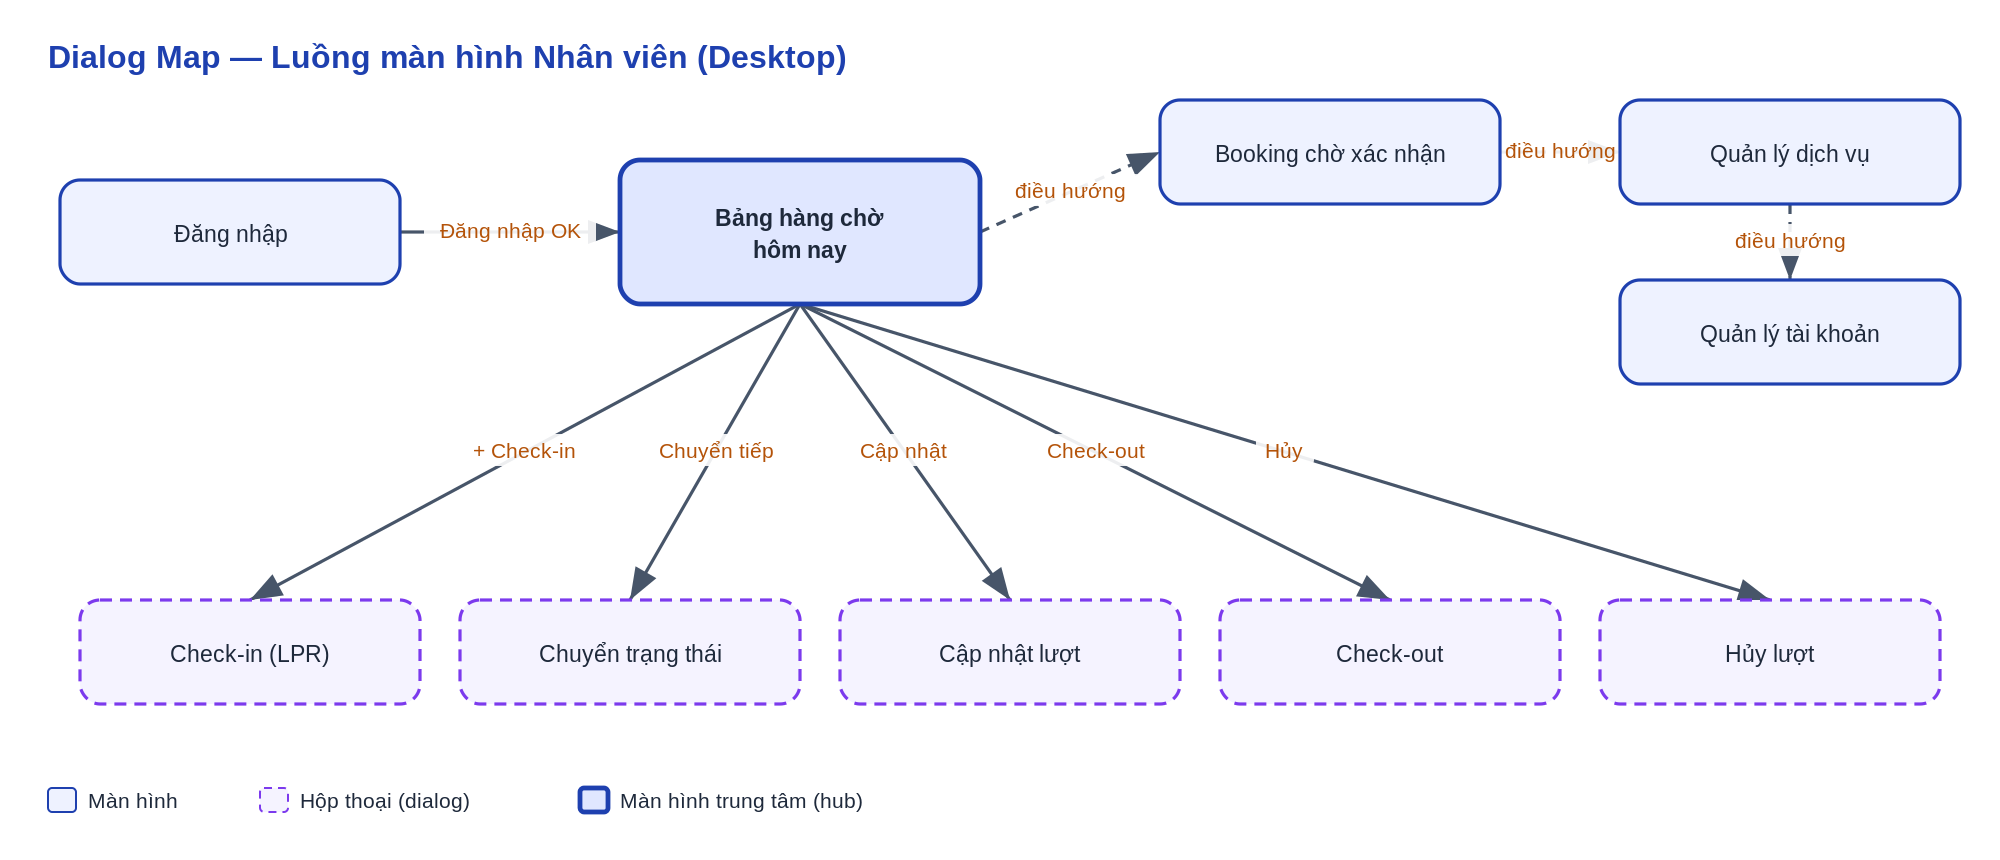 Dialog Map — Luồng màn hình Nhân viên (Desktop)
Booking chờ xác nhận
điều hướng
Quản lý dịch vụ
Đăng nhập
Đăng nhập OK
Bảng hàng chờ
hôm nay
điều hướng
điều hướng
Quản lý tài khoản
+ Check-in
Chuyển tiếp
Cập nhật
Check-out
Hủy
Check-in (LPR)
Chuyển trạng thái
Cập nhật lượt
Check-out
Hủy lượt
Màn hình
Hộp thoại (dialog)
Màn hình trung tâm (hub)